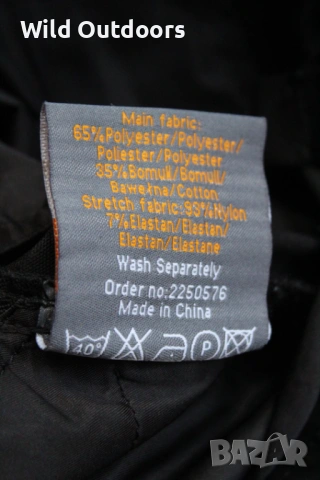 Wild Outdoors
Main fabric:
65%Polyester/Polyester/
Poliester/Polyester
35%Bomull/Bomull/
Bawełna/Cotton
Stretch fabric:93%Nylon
7%Elastan/Elastan/
Elastan/Elastane
Wash Separately
Order no:2250576
Made in China
40°
P
BAZAR